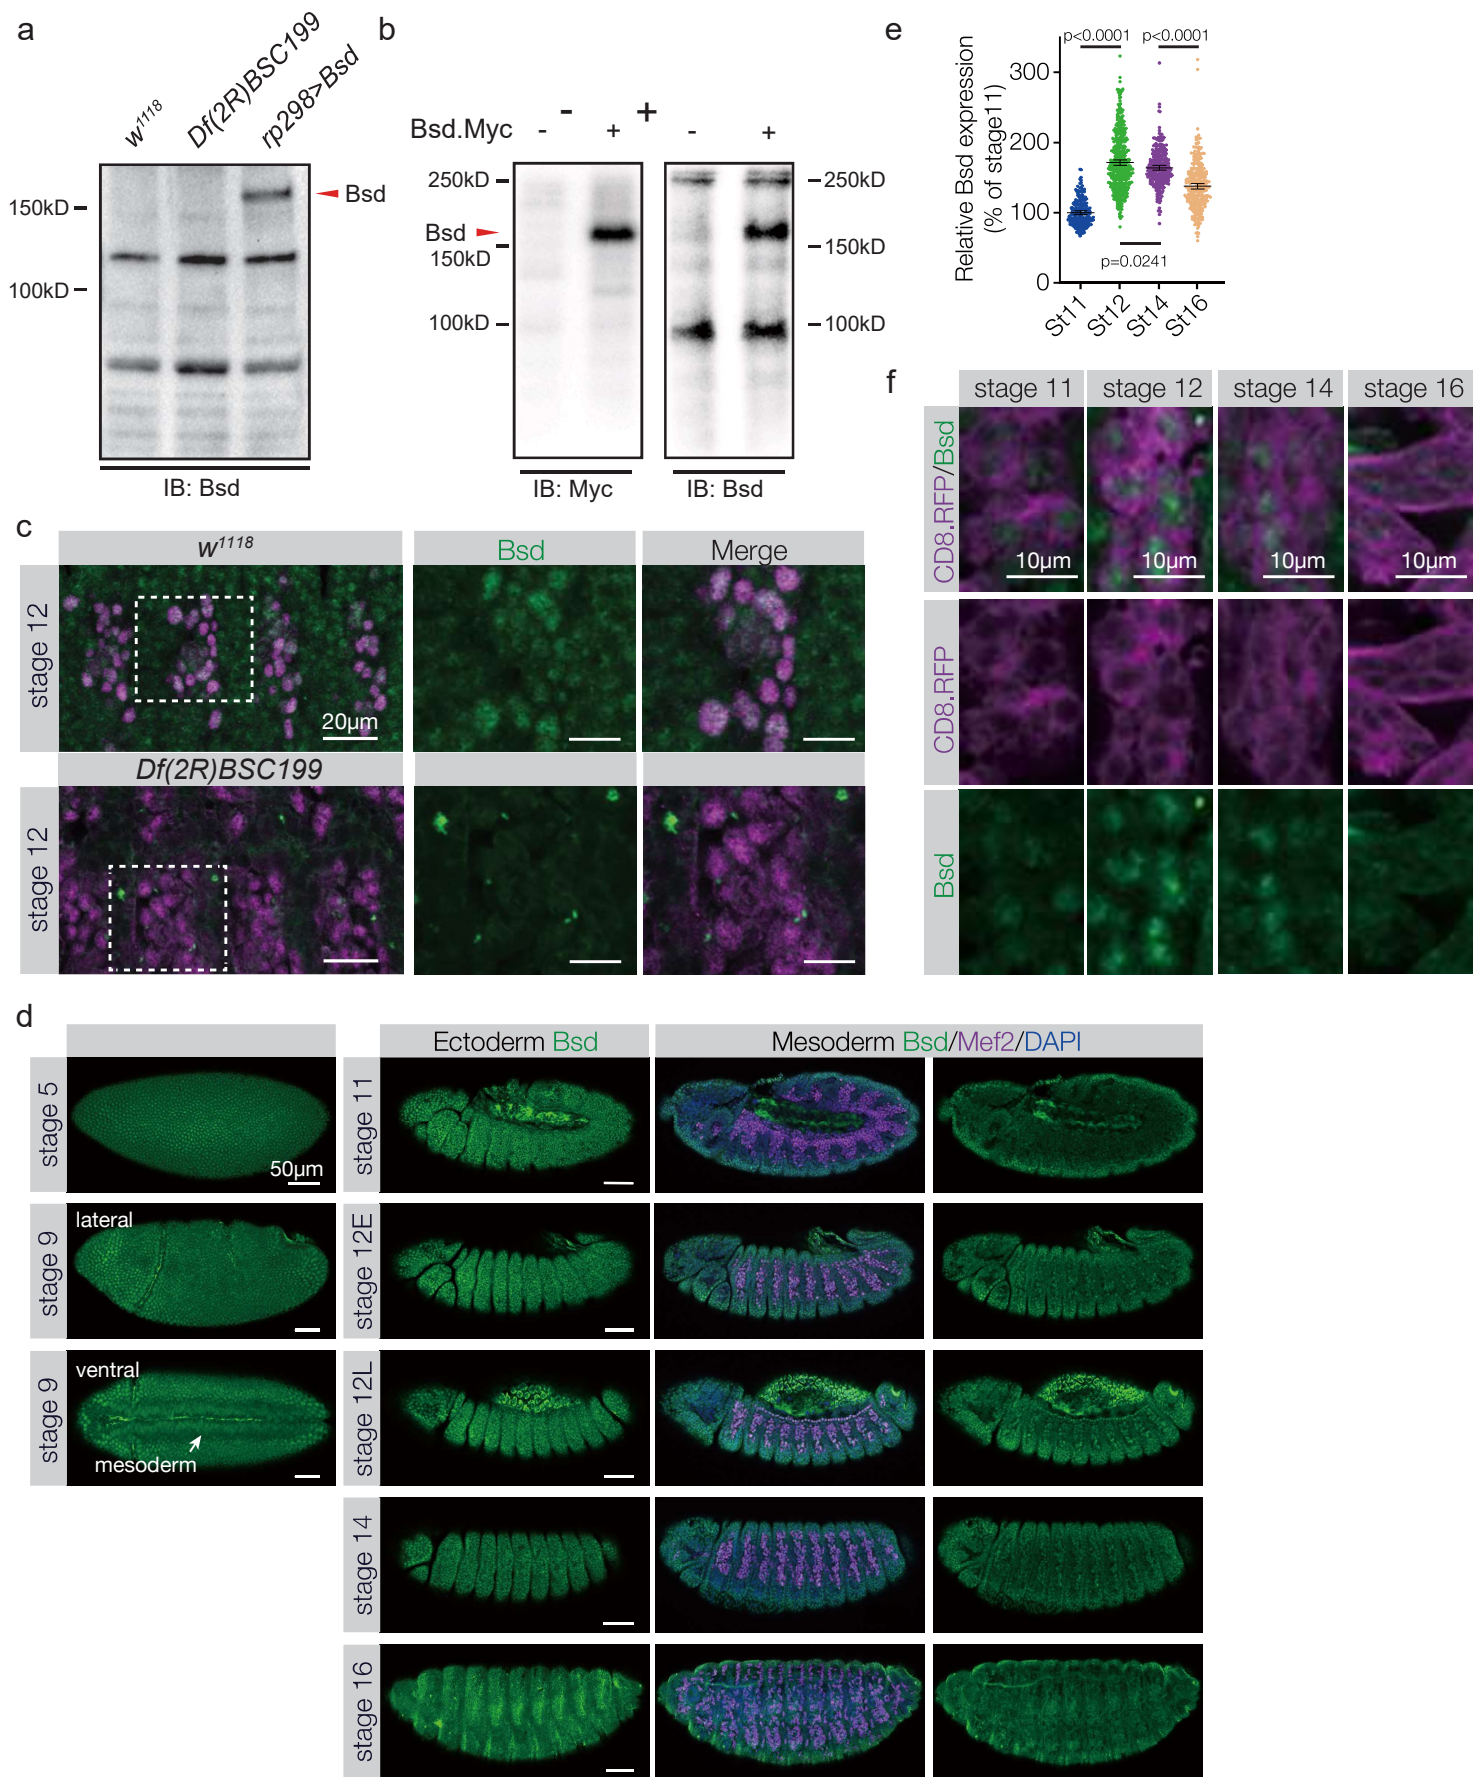 a
w1118
Df(2R)BSC199
rp298>Bsd
150kD
100kD
Bsd
IB: Bsd
b
- +
Bsd.Myc - + - +
250kD
Bsd
150kD
100kD
250kD
150kD
100kD
IB: Myc
IB: Bsd
e
Relative Bsd expression
(% of stage11)
p<0.0001 p<0.0001
300
200
100
0
p=0.0241
St11 St12 St14 St16
f
stage 11 stage 12 stage 14 stage 16
CD8.RFP/Bsd
10µm 10µm 10µm 10µm
CD8.RFP
Bsd
c
w1118 Bsd Merge
stage 12
20µm
Df(2R)BSC199
stage 12
d
Ectoderm Bsd
Mesoderm Bsd/Mef2/DAPI
stage 5
50µm
stage 11
stage 9
lateral
stage 12E
stage 9
ventral
mesoderm
stage 12L
stage 14
stage 16